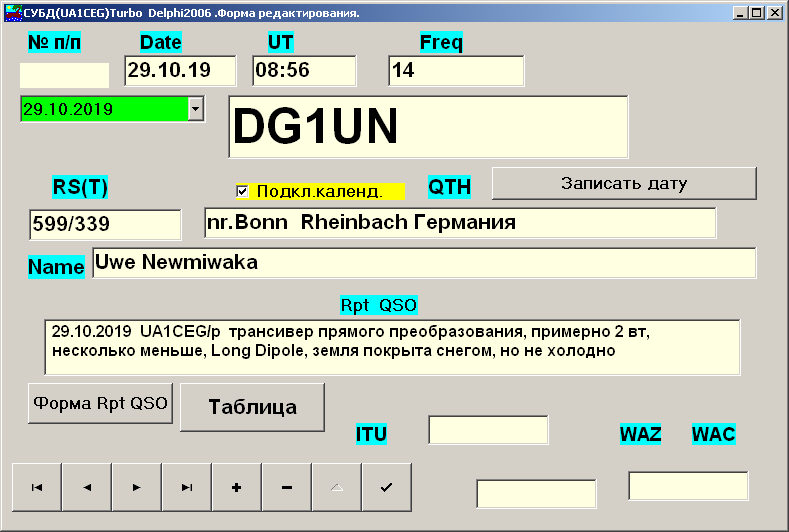 СУБД(UA1CEG)Turbo Delphi2006 .Форма редактирования.
№ п/п Date UT Freq
29.10.19 08:56 14
29.10.2019
DG1UN
RS(T) Подкл.календ. QTH Записать дату
599/339 nr.Bonn Rheinbach Германия
Name Uwe Newmiwaka
Rpt QSO
29.10.2019 UA1CEG/p трансивер прямого преобразования, примерно 2 вт,
несколько меньше, Long Dipole, земля покрыта снегом, но не холодно
Форма Rpt QSO Таблица
ITU WAZ WAC